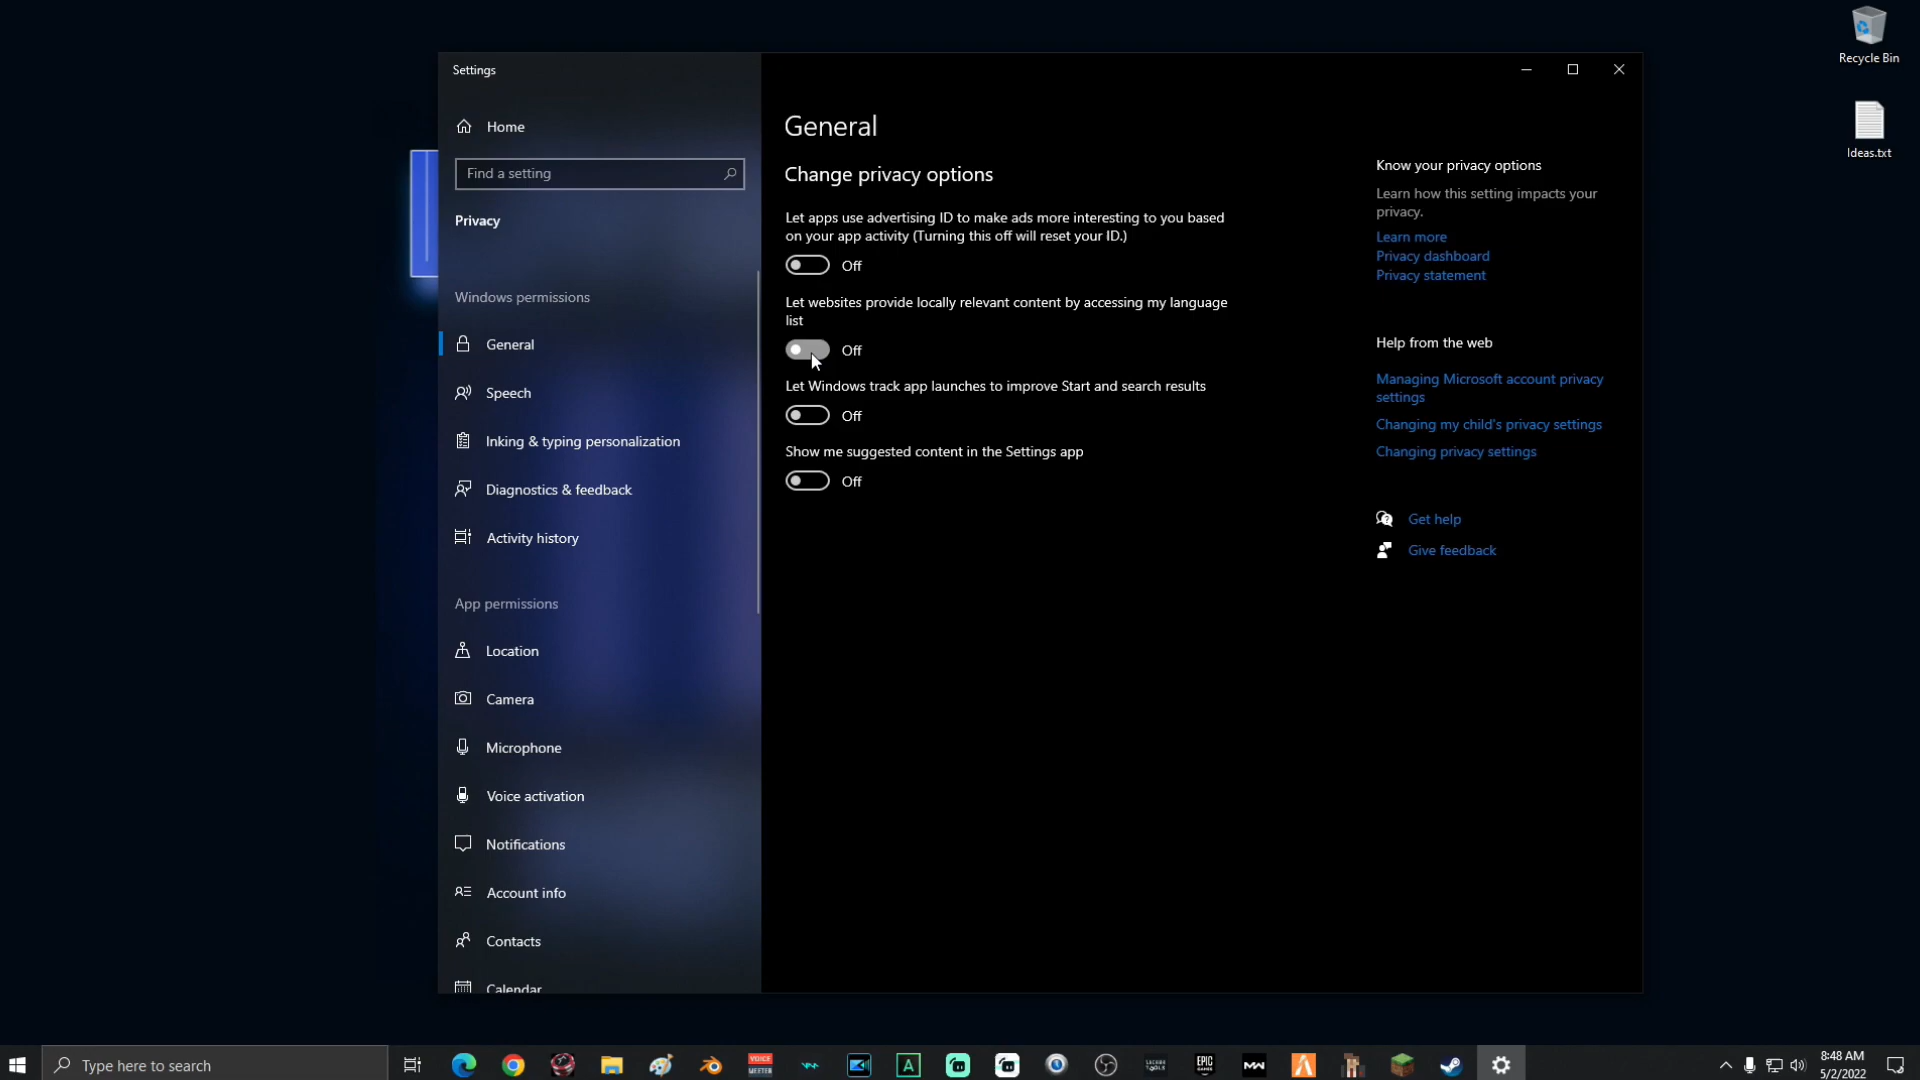 Recycle Bin
Ideas.txt
Settings
Home
Find a setting
Privacy
Windows permissions
General
Speech
Inking & typing personalization
Diagnostics & feedback
Activity history
App permissions
Location
Camera
Microphone
Voice activation
Notifications
Account info
Contacts
Calendar
General
Change privacy options
Let apps use advertising ID to make ads more interesting to you based
on your app activity (Turning this off will reset your ID.)
Off
Let websites provide locally relevant content by accessing my language
list
Off
Let Windows track app launches to improve Start and search results
Off
Show me suggested content in the Settings app
Off
Know your privacy options
Learn how this setting impacts your
privacy.
Learn more
Privacy dashboard
Privacy statement
Help from the web
Managing Microsoft account privacy
settings
Changing my child's privacy settings
Changing privacy settings
Get help
Give feedback
Type here to search
VOICE
MEETER
A
EPIC
GAMES
MW
8:48 AM
5/2/2022